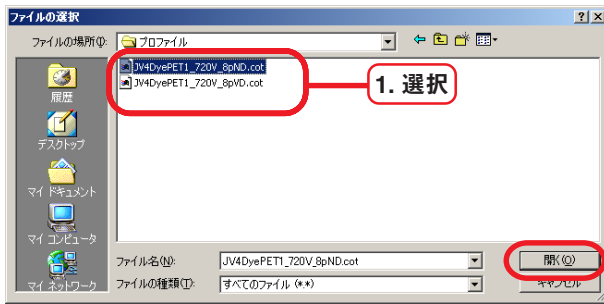 ファイルの選択
ファイルの場所(I):
プロファイル
JV4DyePET1_720V_8pND.cot
JV4DyePET1_720V_8pVD.cot
1. 選択
履歴
デスクトップ
マイ ドキュメント
マイ コンピュータ
マイ ネットワーク
ファイル名(N):
JV4DyePET1_720V_8pND.cot
開く(O)
ファイルの種類(T):
すべてのファイル (*.*)
キャンセル